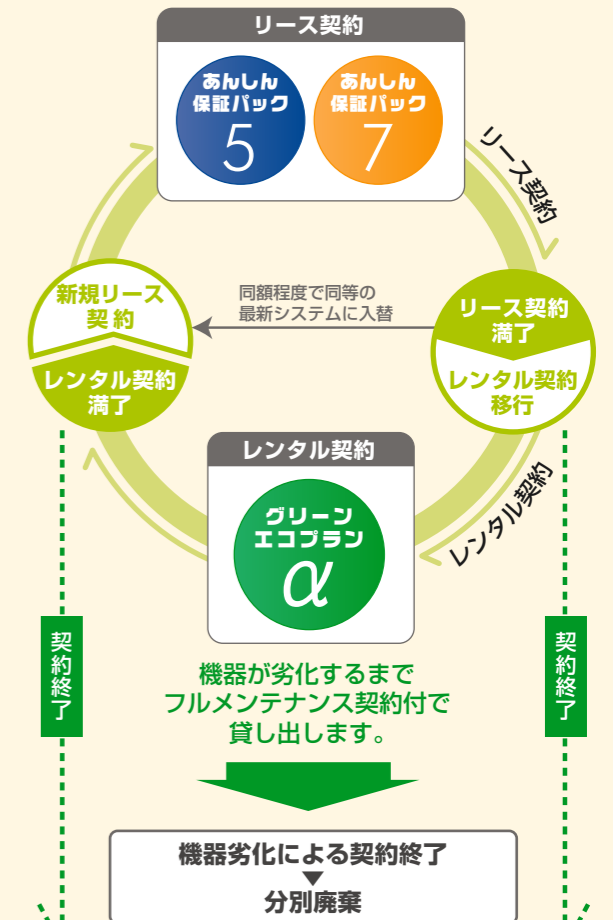 リース契約
あんしん
保証パック
5
あんしん
保証パック
7
リース契約
新規リース
契約
レンタル契約
満了
同額程度で同等の
最新システムに入替
リース契約
満了
レンタル契約
移行
レンタル契約
レンタル契約
グリーン
エコプラン
α
契約終了
機器が劣化するまで
フルメンテナンス契約付で
貸し出します。
契約終了
機器劣化による契約終了
▼
分別廃棄